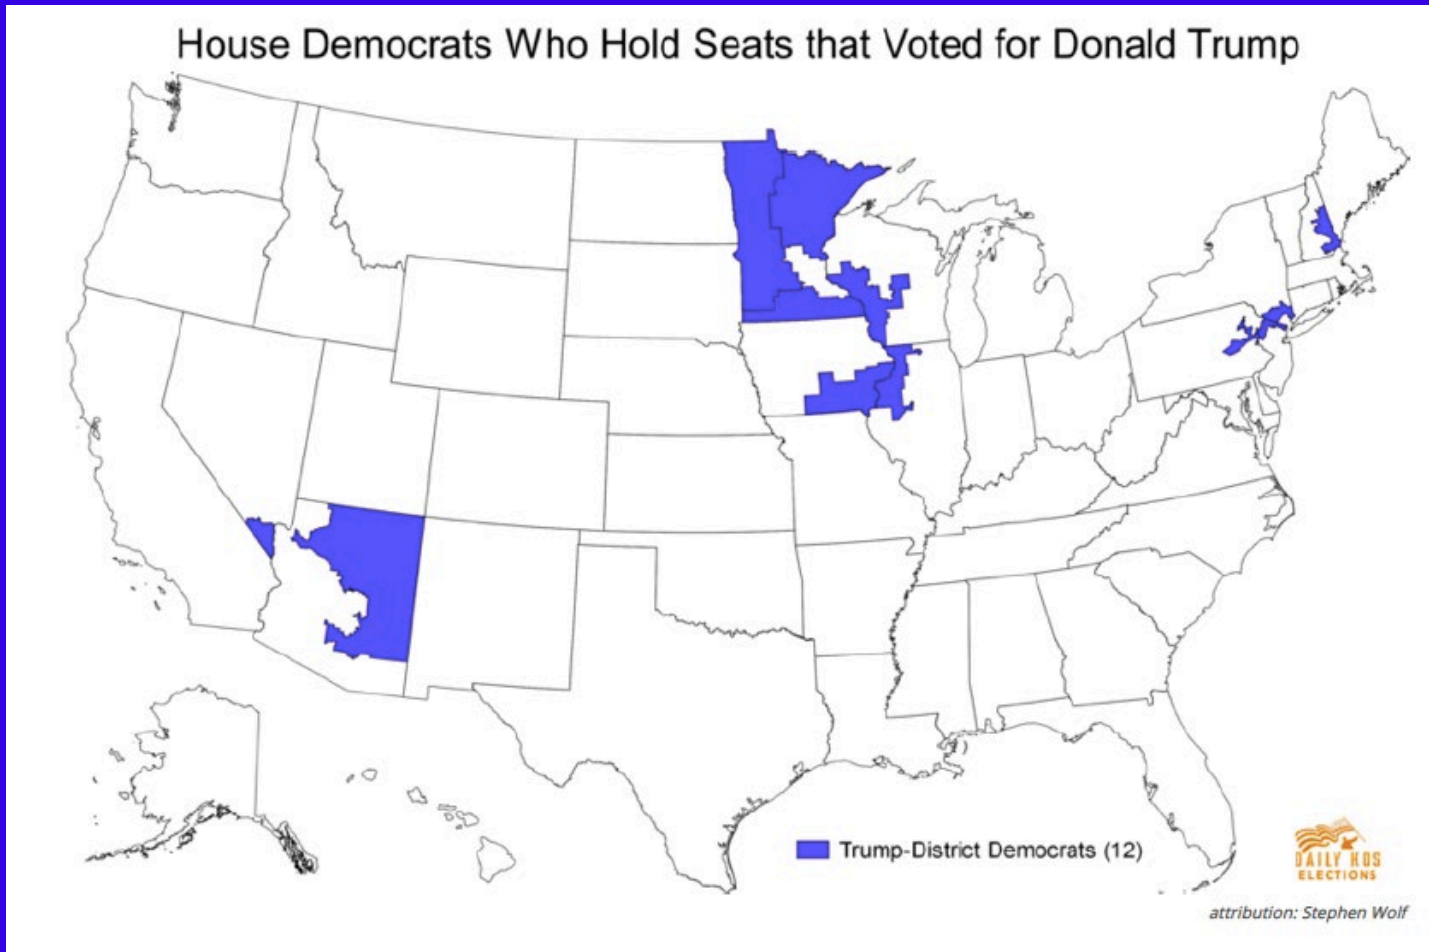 House Democrats Who Hold Seats that Voted for Donald Trump
Trump-District Democrats (12)
DAILY KOS
ELECTIONS
attribution: Stephen Wolf